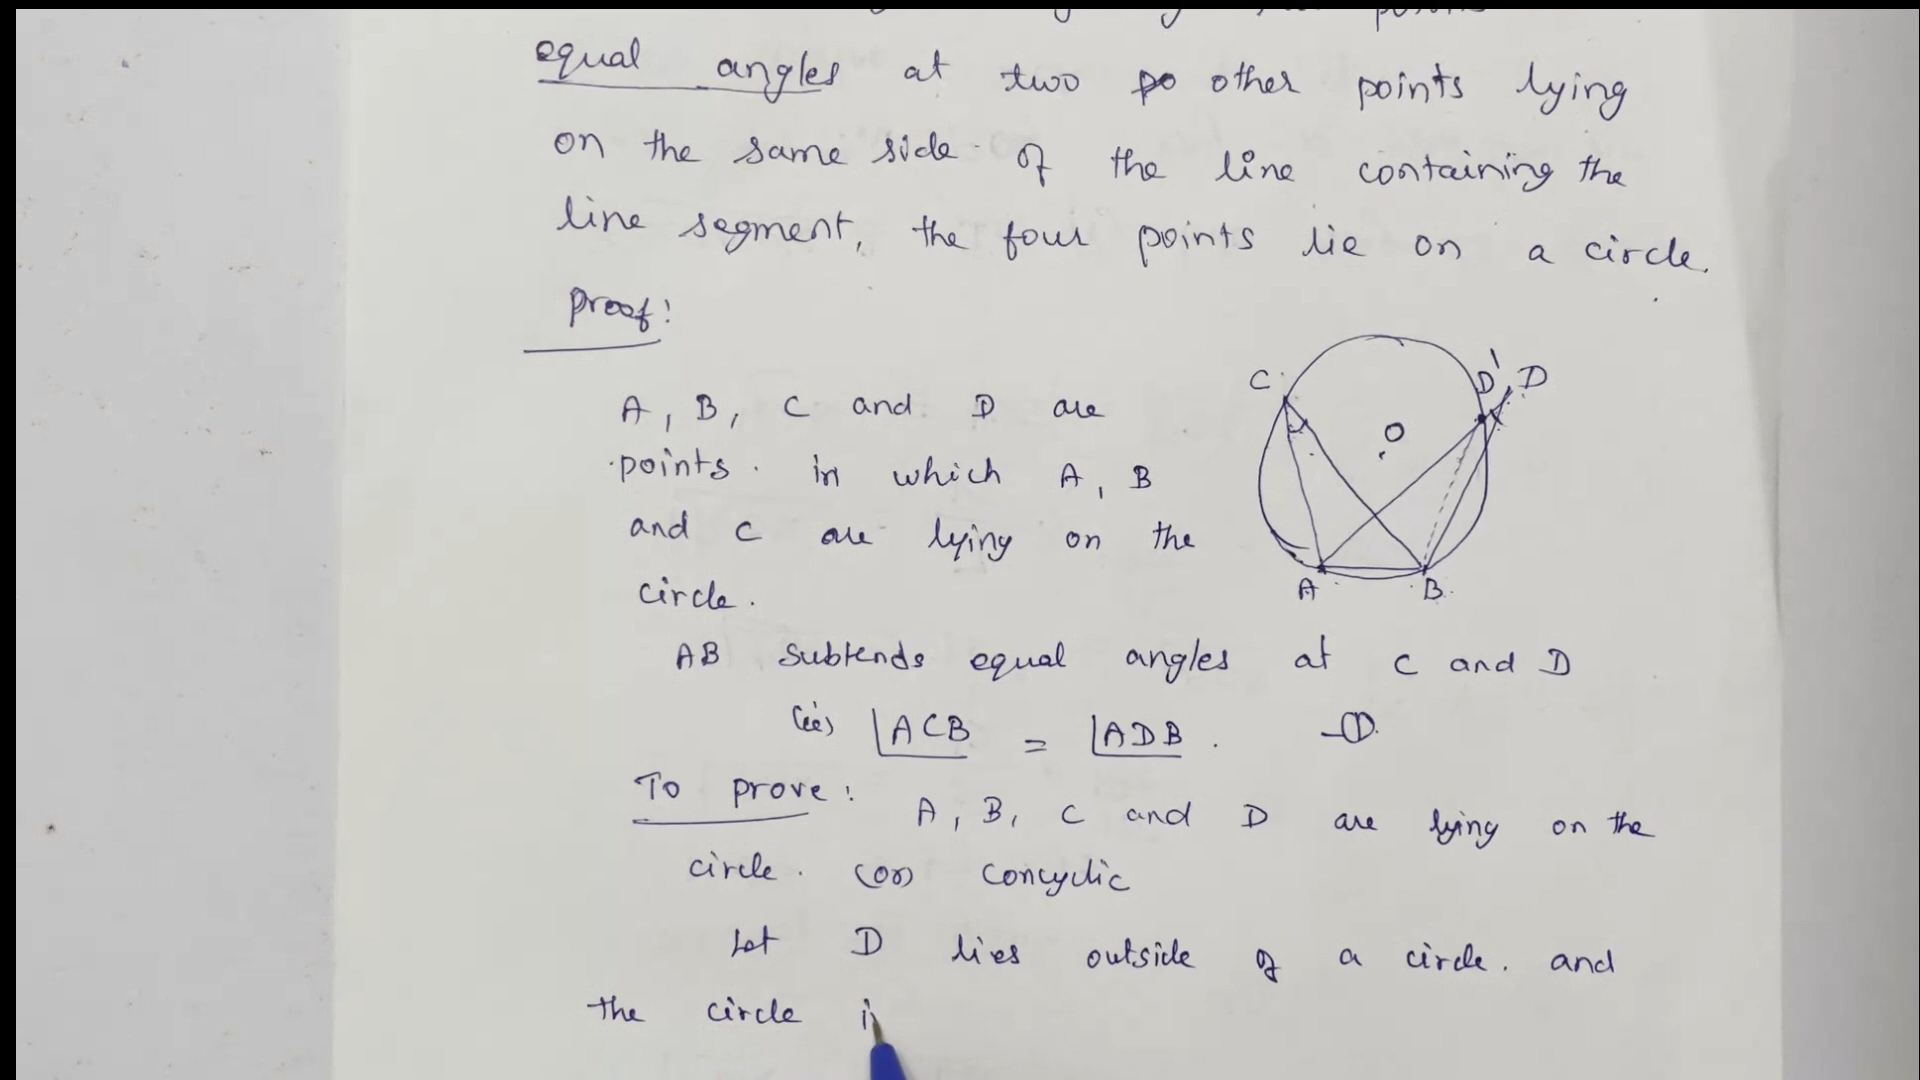 equal angles at two other points lying
on the same side of the line containing the
line segment, the four points lie on a circle.
Proof:
A, B, C and D are
points in which A, B
and C are lying on the
circle.
C
D'
D
O
A
B
AB subtends equal angles at C and D
(ie) ∠ACB = ∠ADB. -①
To prove: A, B, C and D are lying on the
circle. (or) concyclic
Let D lies outside of a circle. and
the circle i